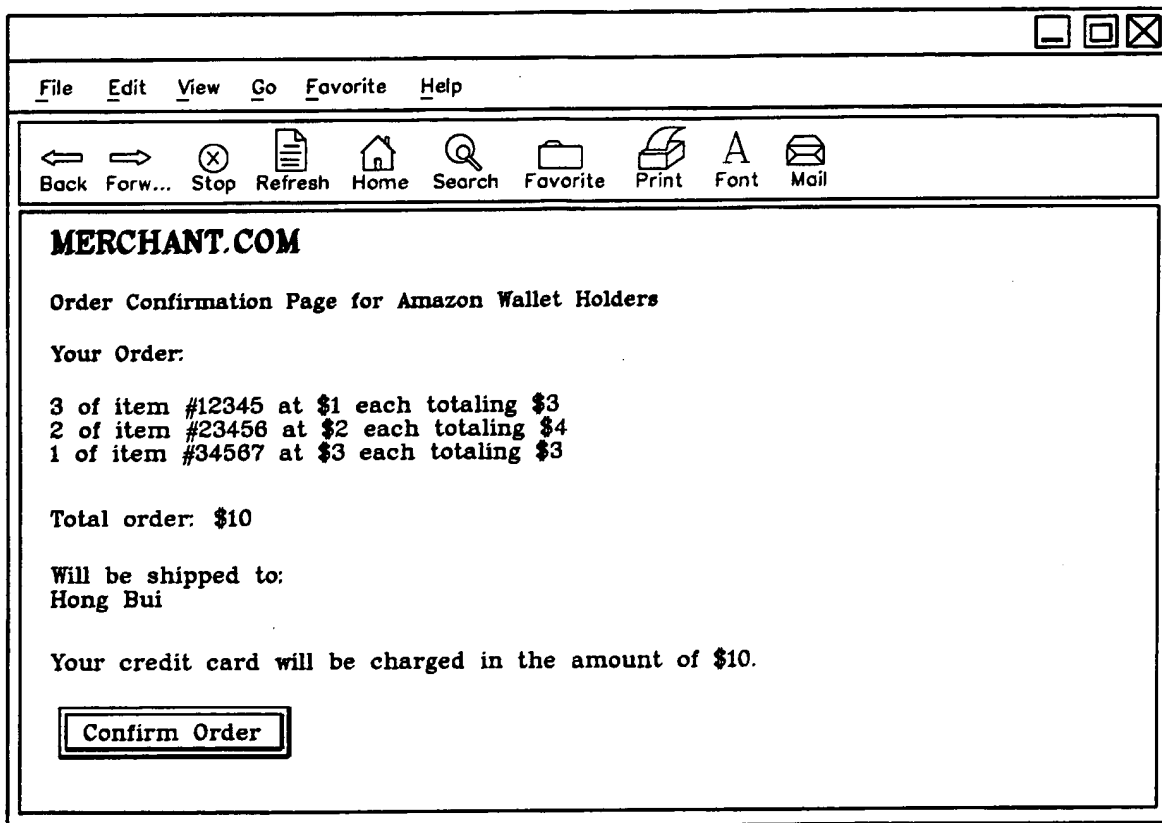 File Edit View Go Favorite Help
Back Forw... Stop Refresh Home Search Favorite Print Font Mail
MERCHANT.COM
Order Confirmation Page for Amazon Wallet Holders
Your Order:
3 of item #12345 at $1 each totaling $3
2 of item #23456 at $2 each totaling $4
1 of item #34567 at $3 each totaling $3
Total order: $10
Will be shipped to:
Hong Bui
Your credit card will be charged in the amount of $10.
Confirm Order